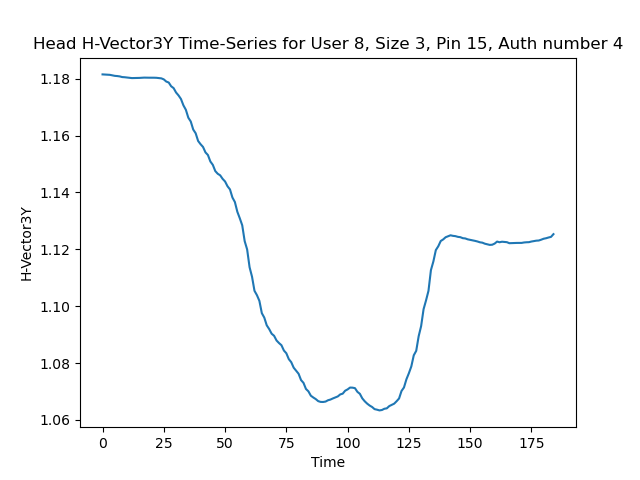 Head H-Vector3Y Time-Series for User 8, Size 3, Pin 15, Auth number 4
H-Vector3Y
1.18
1.16
1.14
1.12
1.10
1.08
1.06
0 25 50 75 100 125 150 175
Time